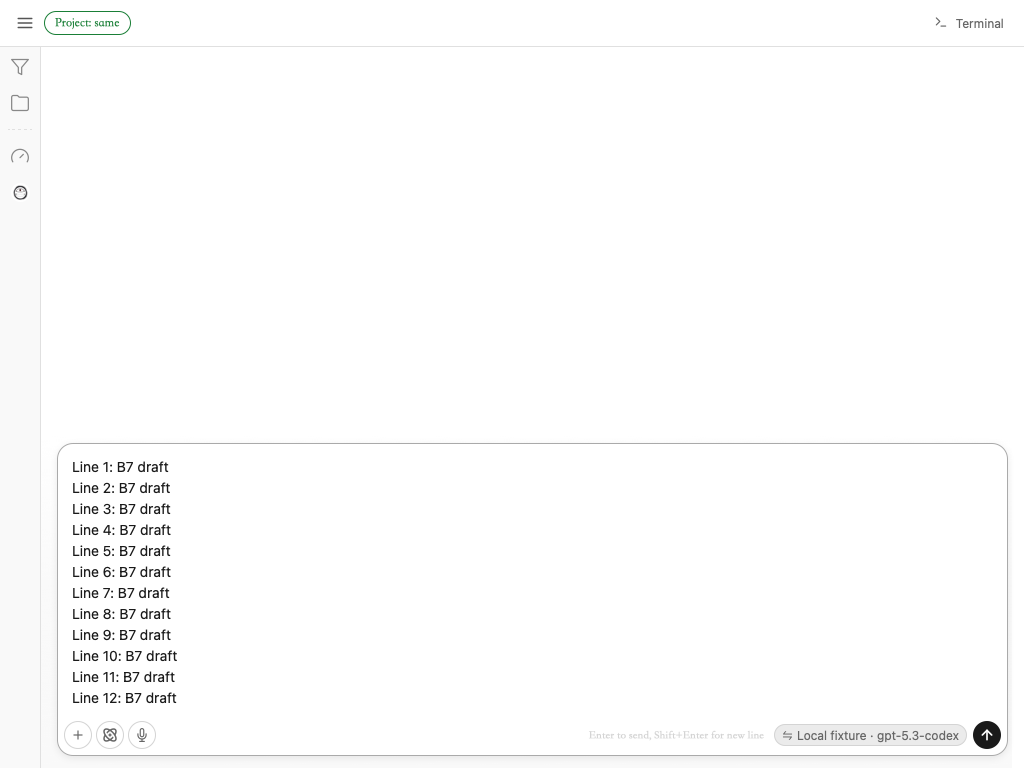 Project: same
Terminal
Line 1: B7 draft
Line 2: B7 draft
Line 3: B7 draft
Line 4: B7 draft
Line 5: B7 draft
Line 6: B7 draft
Line 7: B7 draft
Line 8: B7 draft
Line 9: B7 draft
Line 10: B7 draft
Line 11: B7 draft
Line 12: B7 draft
Enter to send, Shift+Enter for new line
Local fixture · gpt-5.3-codex